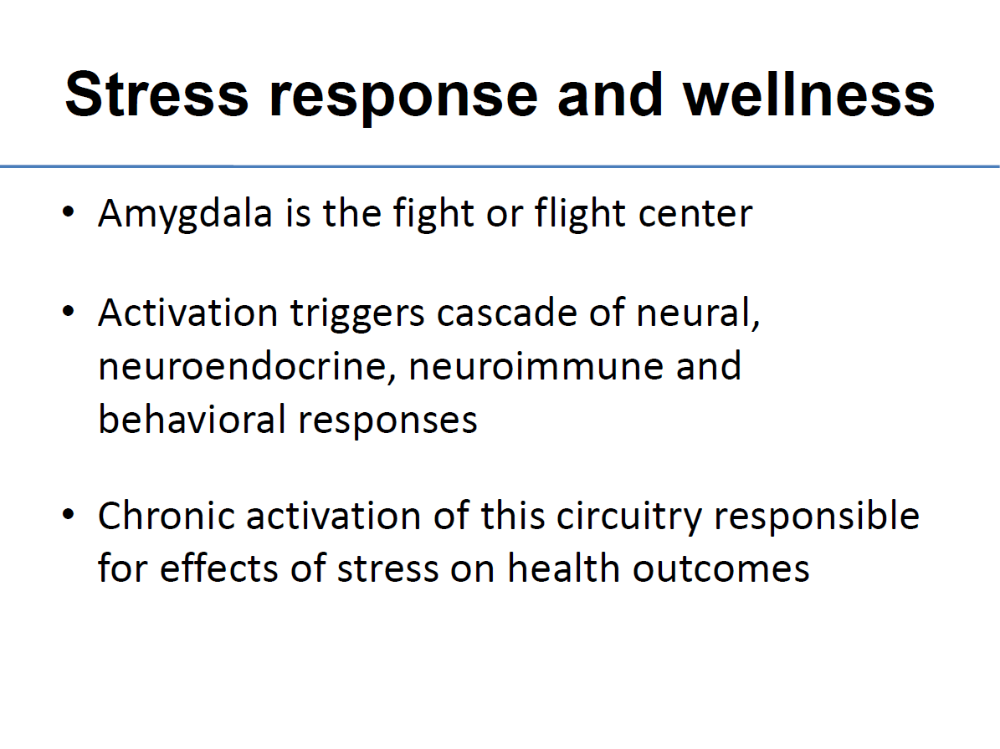 Stress response and wellness
• Amygdala is the fight or flight center
• Activation triggers cascade of neural,
neuroendocrine, neuroimmune and
behavioral responses
• Chronic activation of this circuitry responsible
for effects of stress on health outcomes